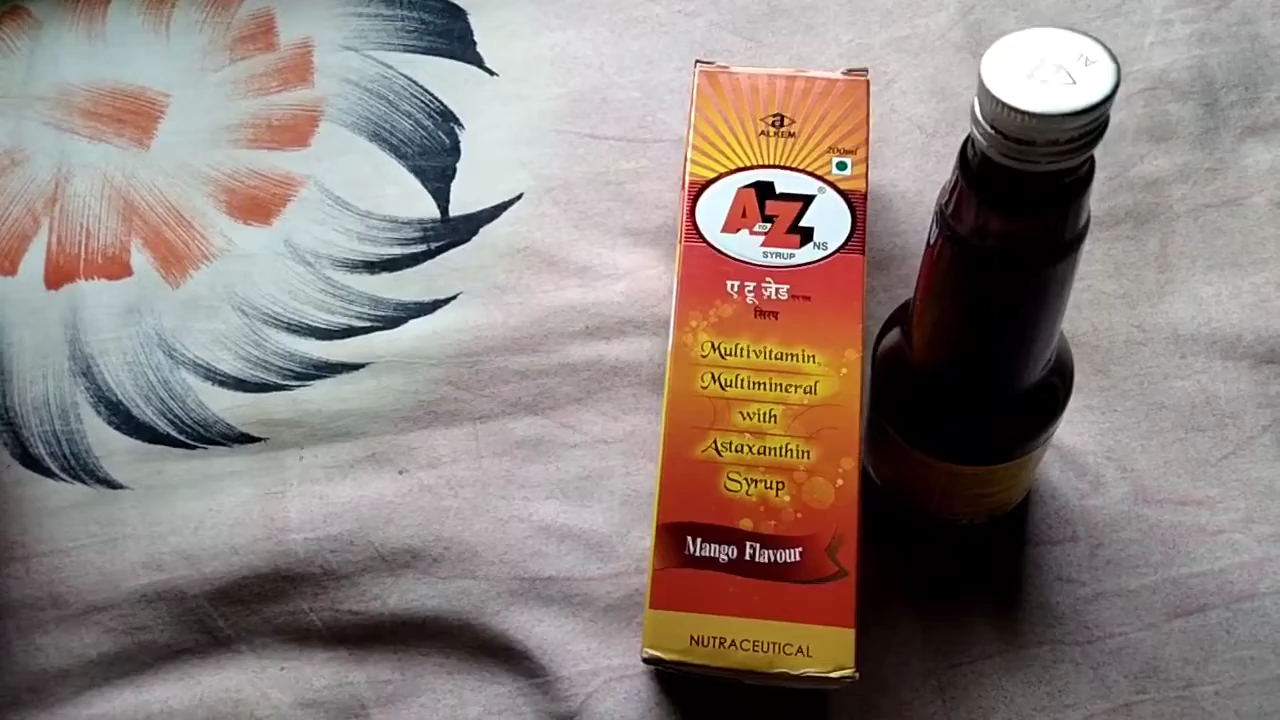 a
ALKEM
200ml
A TO Z®
NS
SYRUP
ए टू ज़ेड
सिरप
Multivitamin,
Multimineral
with
Astaxanthin
Syrup
Mango Flavour
NUTRACEUTICAL